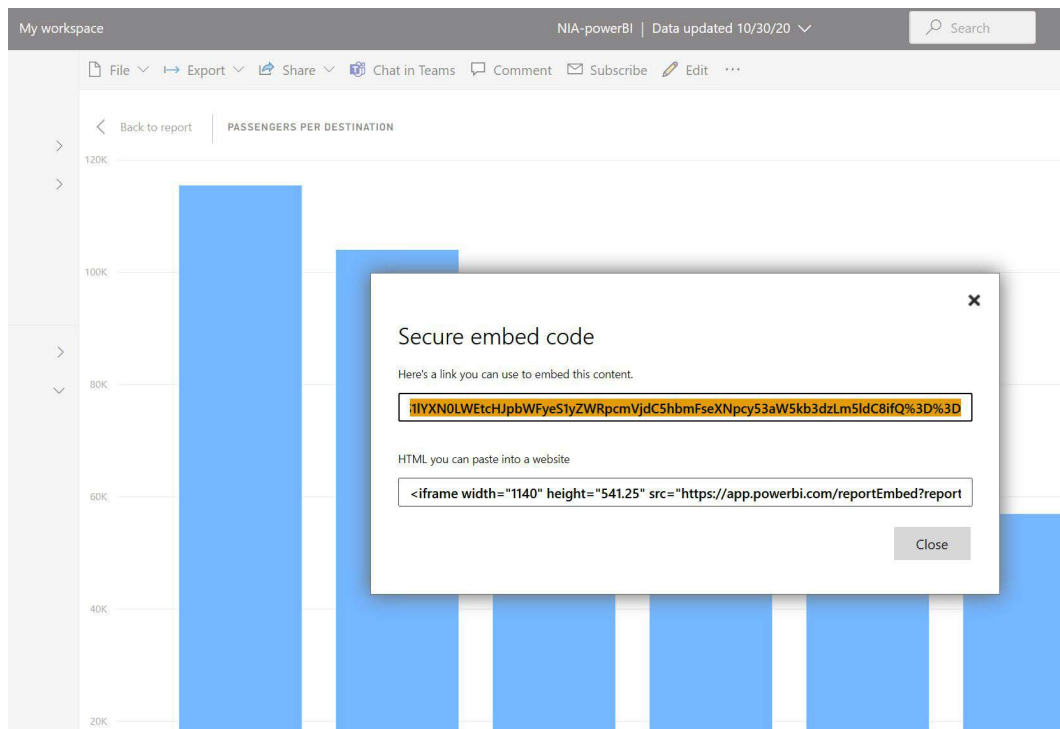 My workspace
NIA-powerBI | Data updated 10/30/20
Search
File
Export
Share
Chat in Teams
Comment
Subscribe
Edit
Back to report
PASSENGERS PER DESTINATION
120K
100K
80K
60K
40K
20K
Secure embed code
Here's a link you can use to embed this content.
1lYXN0LWEtcHJpbWFyeS1yZWRpcmVjdC5hbmFseXNpcy53aW5kb3dzLm5ldC8ifQ%3D%3D
HTML you can paste into a website
<iframe width="1140" height="541.25" src="https://app.powerbi.com/reportEmbed?report
Close